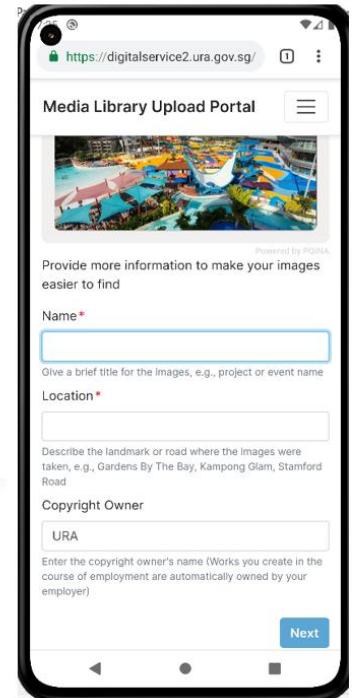 https://digitalservice2.ura.gov.sg/
1
Media Library Upload Portal
Powered by PQINA
Provide more information to make your images
easier to find
Name*
Give a brief title for the images, e.g., project or event name
Location*
Describe the landmark or road where the images were
taken, e.g., Gardens By The Bay, Kampong Glam, Stamford
Road
Copyright Owner
URA
Enter the copyright owner's name (Works you create in the
course of employment are automatically owned by your
employer)
Next